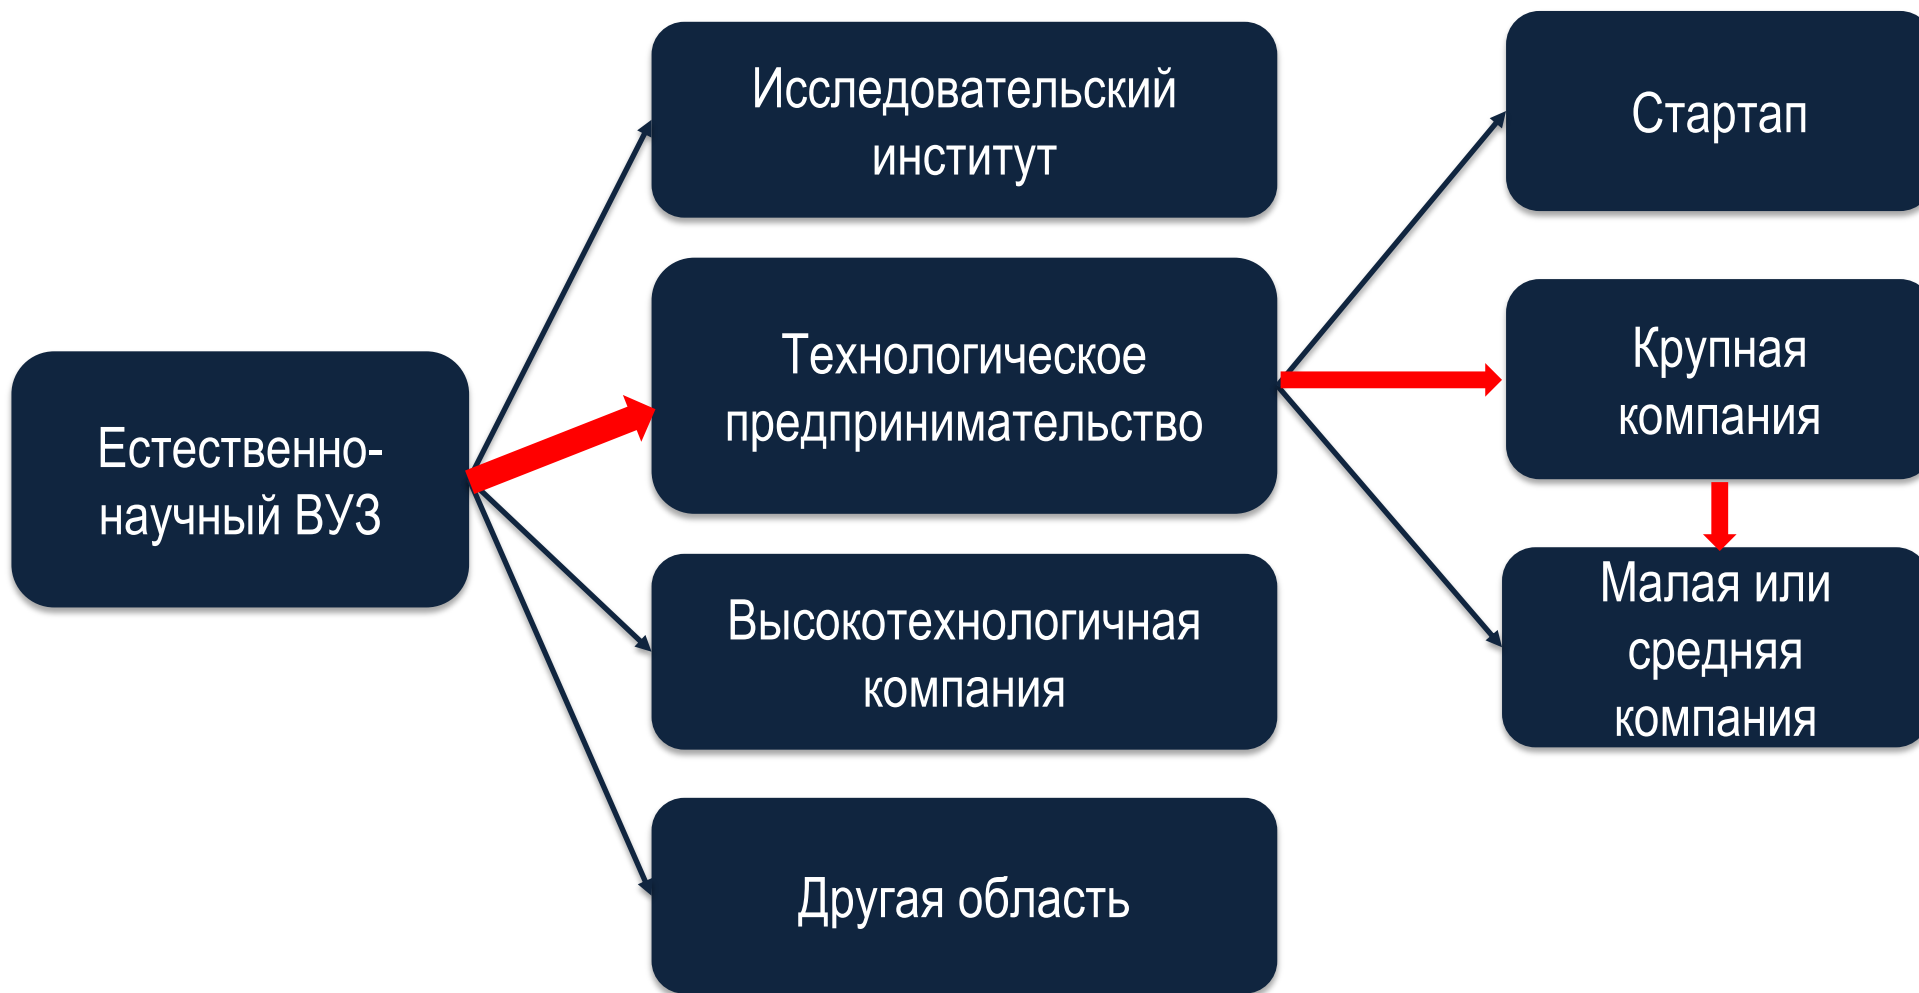 Исследовательский
институт
Стартап
Технологическое
предпринимательство
Крупная
компания
Естественно-
научный ВУЗ
Высокотехнологичная
компания
Малая или
средняя
компания
Другая область